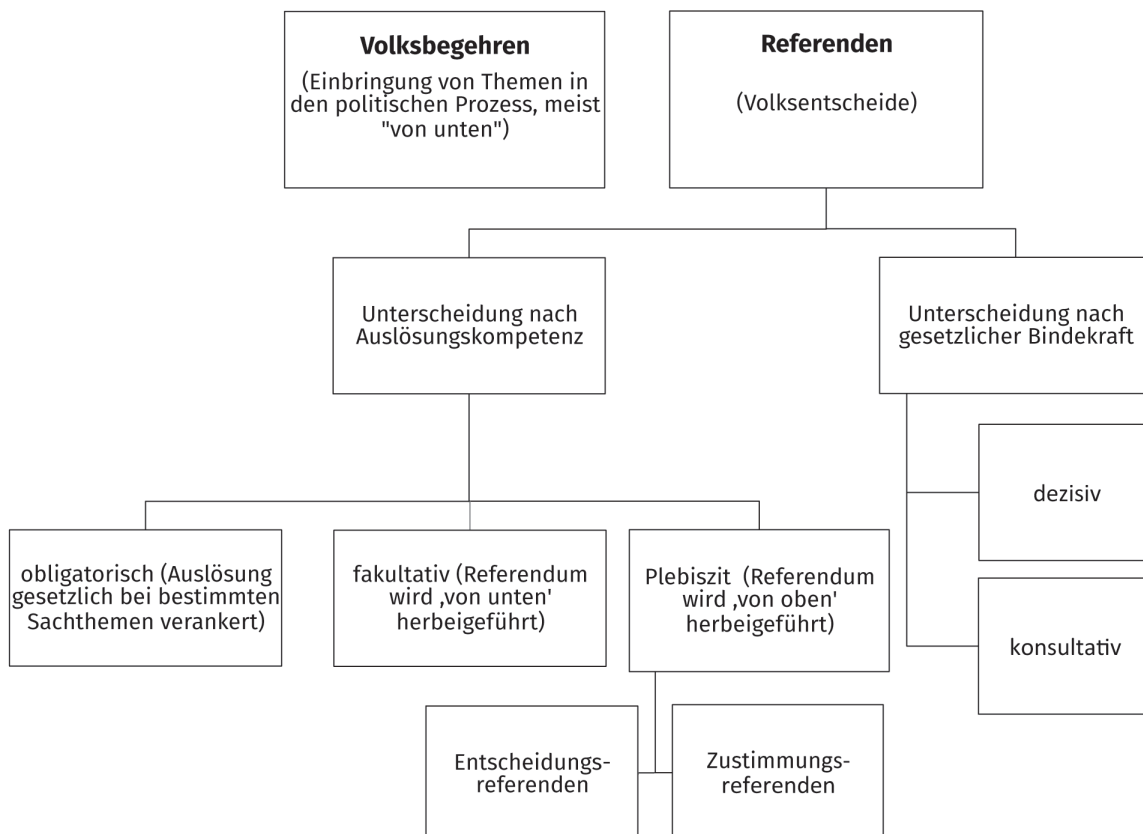 Volksbegehren
(Einbringung von Themen in
den politischen Prozess, meist
"von unten")
Referenden
(Volksentscheide)
Unterscheidung nach
Auslösungskompetenz
Unterscheidung nach
gesetzlicher Bindekraft
dezisiv
konsultativ
obligatorisch (Auslösung
gesetzlich bei bestimmten
Sachthemen verankert)
fakultativ (Referendum
wird ‚von unten'
herbeigeführt)
Plebiszit (Referendum
wird ‚von oben'
herbeigeführt)
Entscheidungs-
referenden
Zustimmungs-
referenden